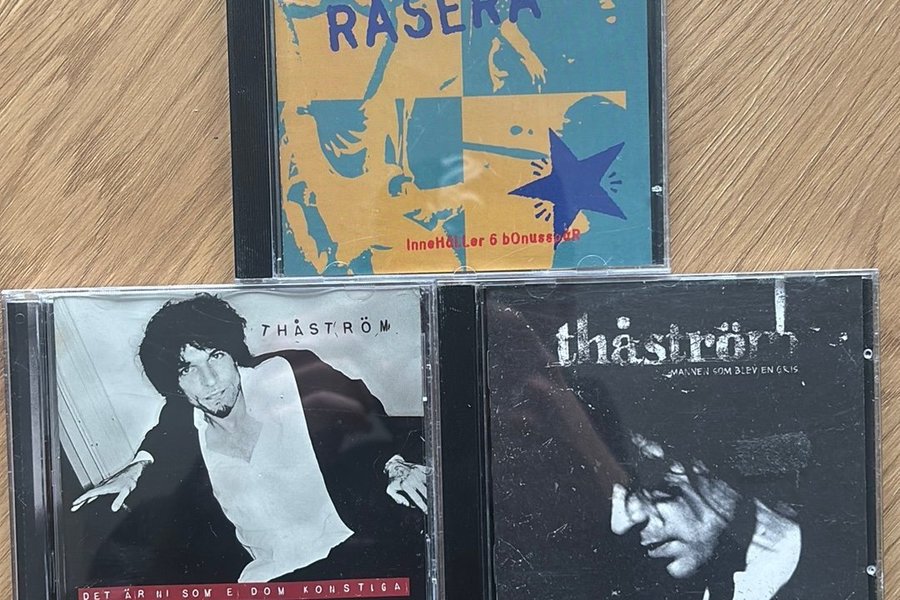 RASERA
InneHåLLer 6 bOnusspåR
THÅSTRÖM
DET ÄR NI SOM E DOM KONSTIGA
thåström
MANNEN SOM BLEV EN GRIS